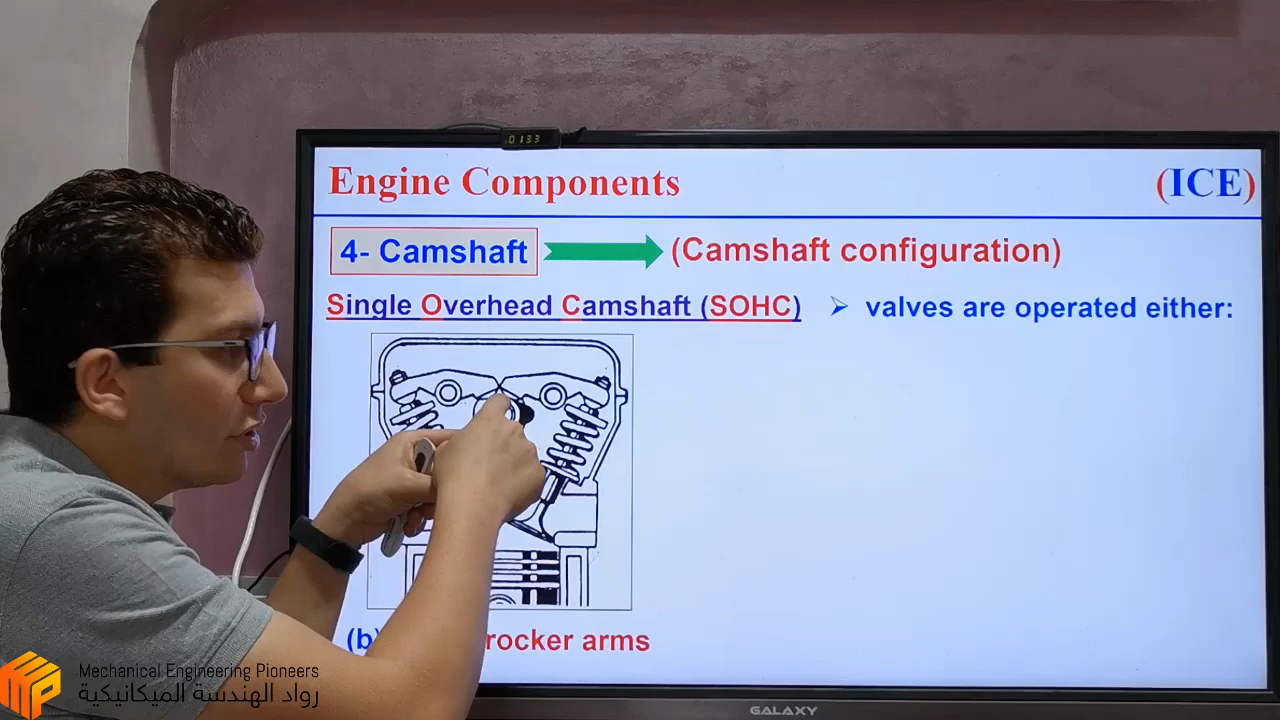 0133
Engine Components (ICE)
4- Camshaft (Camshaft configuration)
Single Overhead Camshaft (SOHC) ➢ valves are operated either:
(b) rocker arms
Mechanical Engineering Pioneers
رواد الهندسة الميكانيكية
GALAXY